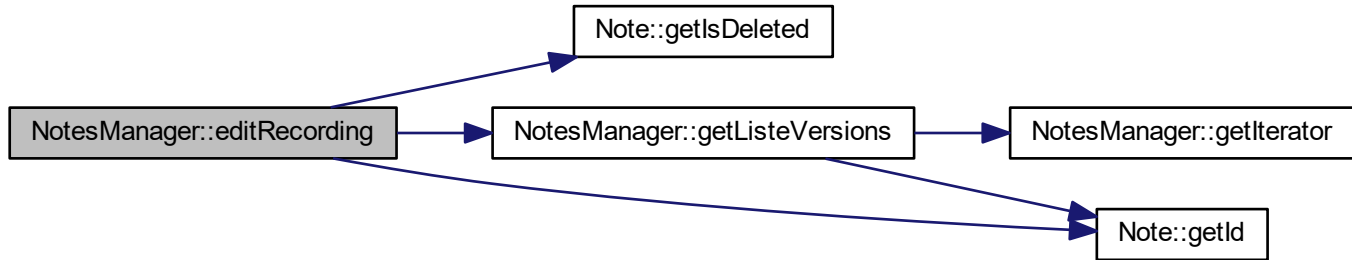 Note::getIsDeleted
NotesManager::editRecording
NotesManager::getListeVersions
NotesManager::getIterator
Note::getId